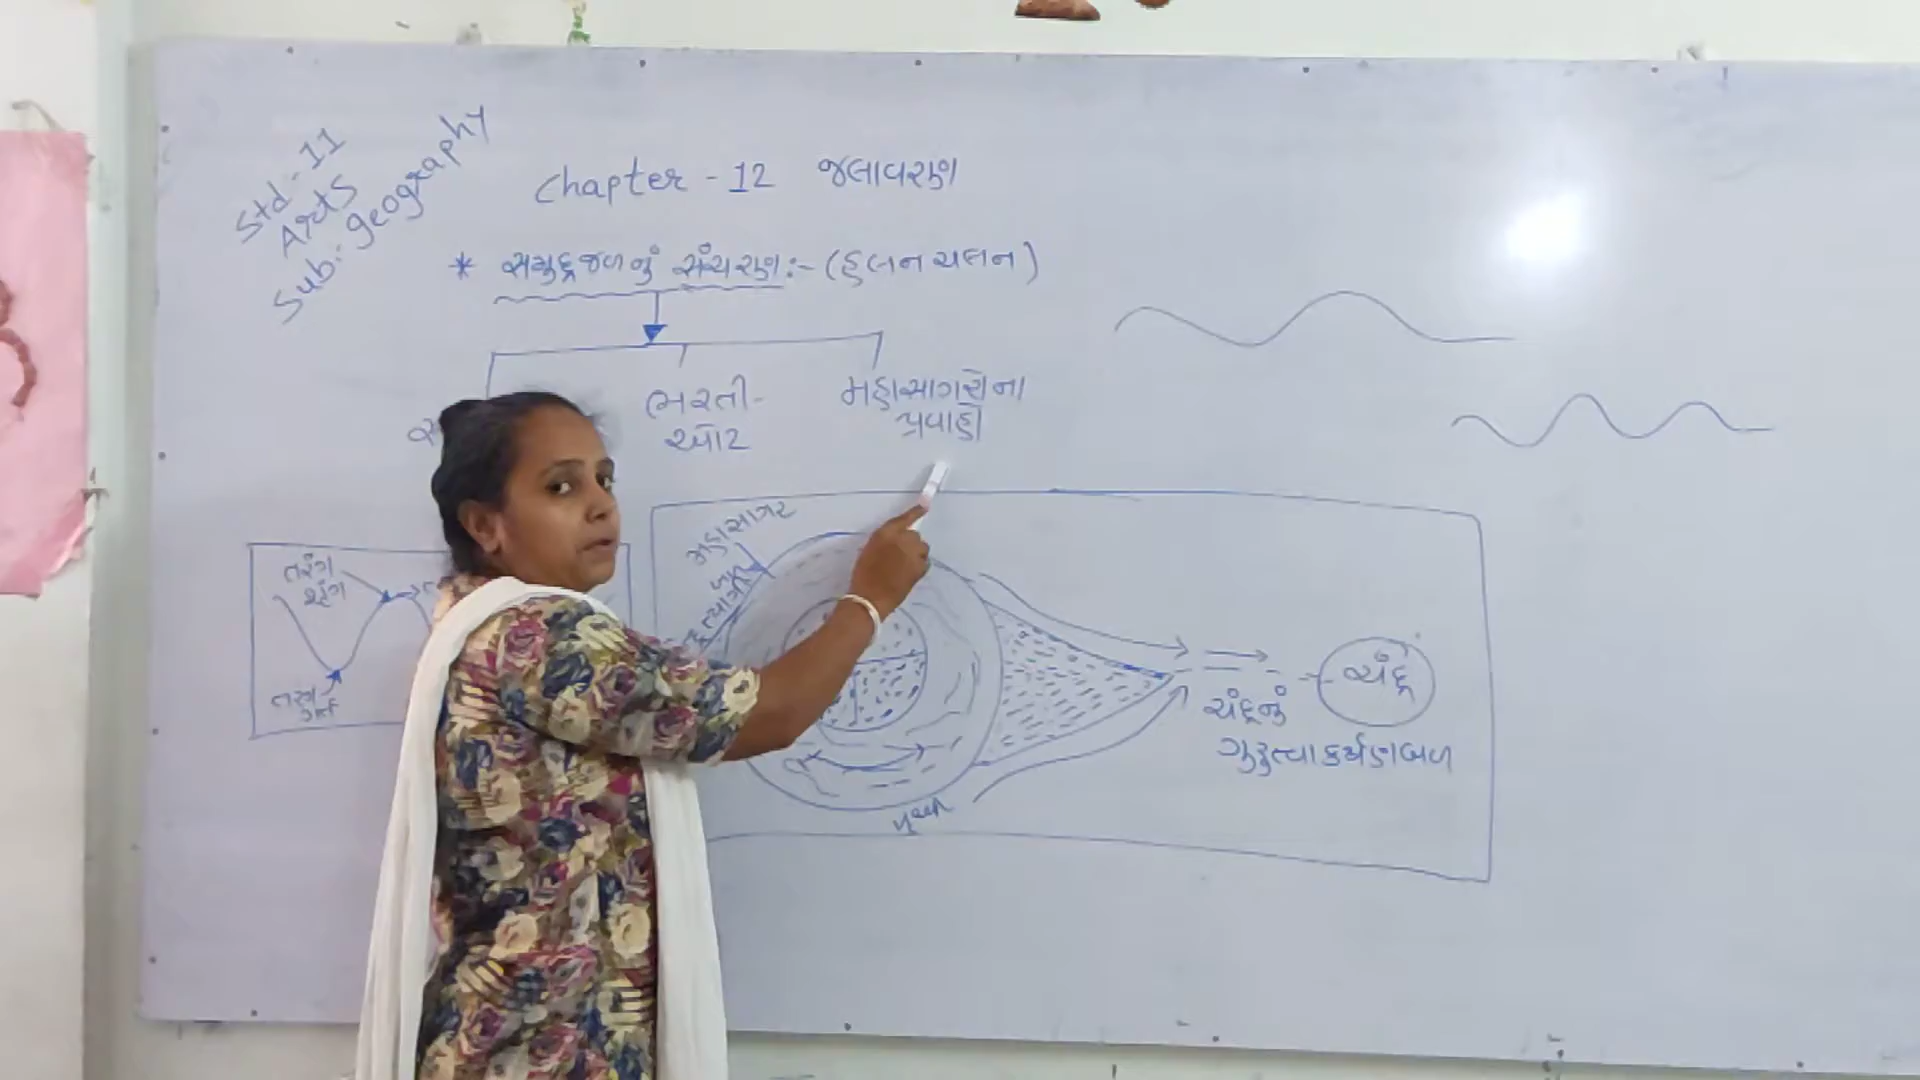 Std-11
Arts
Sub: geography
Chapter - 12 જલાવરણ
* સમુદ્રજળનું સંચરણ :- (હલનચલન)
ભરતી-
ઓટ
મહાસાગરોના
પ્રવાહો
તરંગ
શૃંગ
તરંગ
ગર્ત
મહાસાગર
ચંદ્ર
ચંદ્રનું
ગુરુત્વાકર્ષણબળ